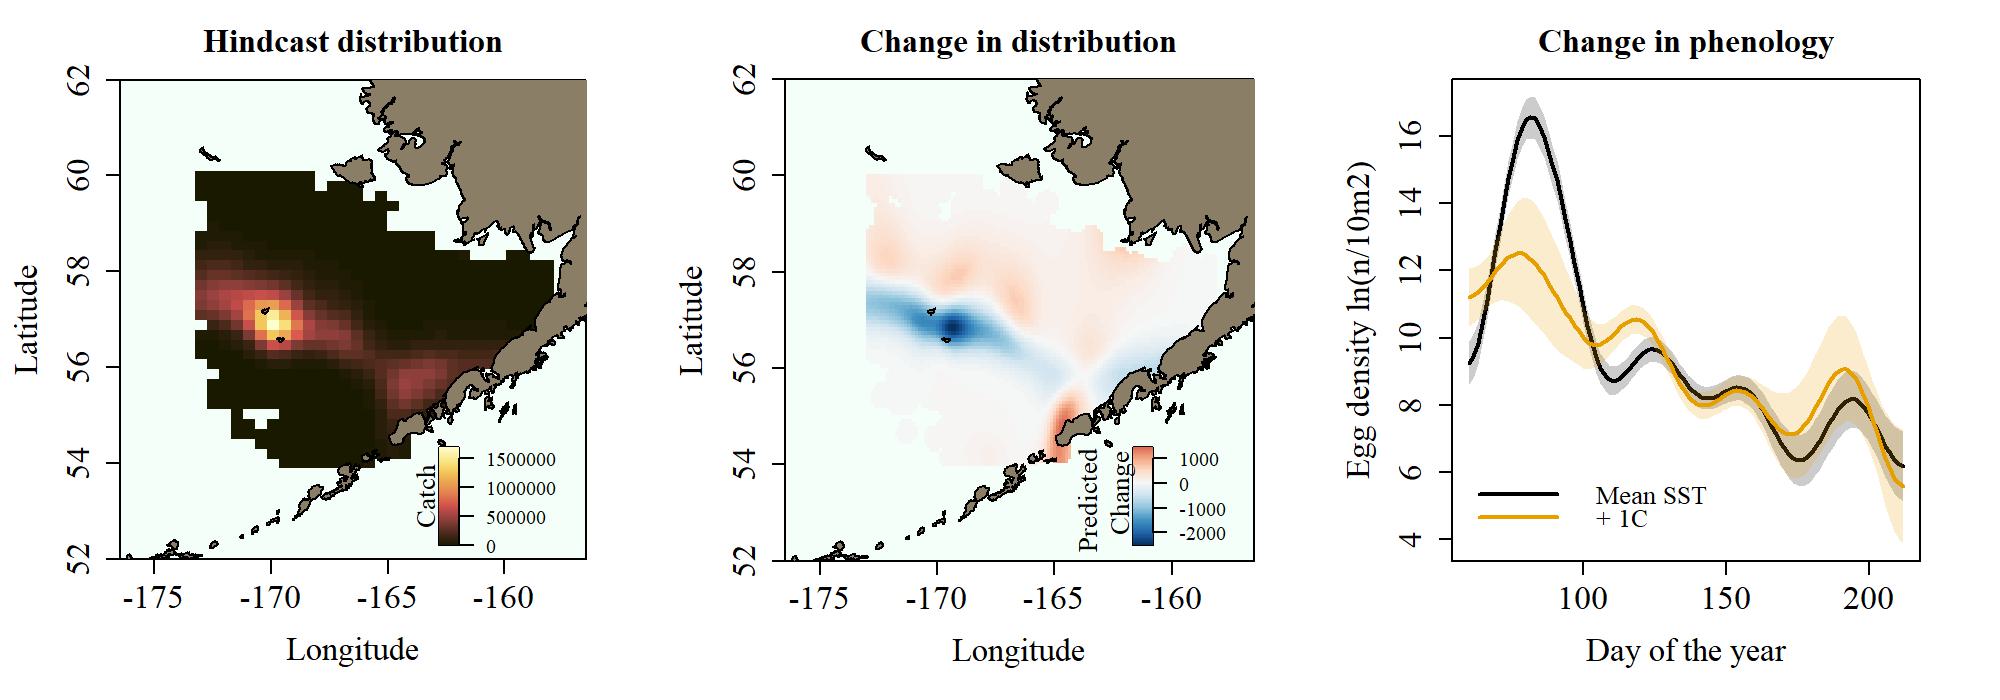 Hindcast distribution
62
60
58
56
54
52
Latitude
-175
-170
-165
-160
Longitude
Catch
1500000
1000000
500000
0
Change in distribution
62
60
58
56
54
52
Latitude
-175
-170
-165
-160
Longitude
Predicted
Change
1000
0
-1000
-2000
Change in phenology
16
14
12
10
8
6
4
Egg density ln(n/10m2)
Mean SST
+ 1C
100
150
200
Day of the year